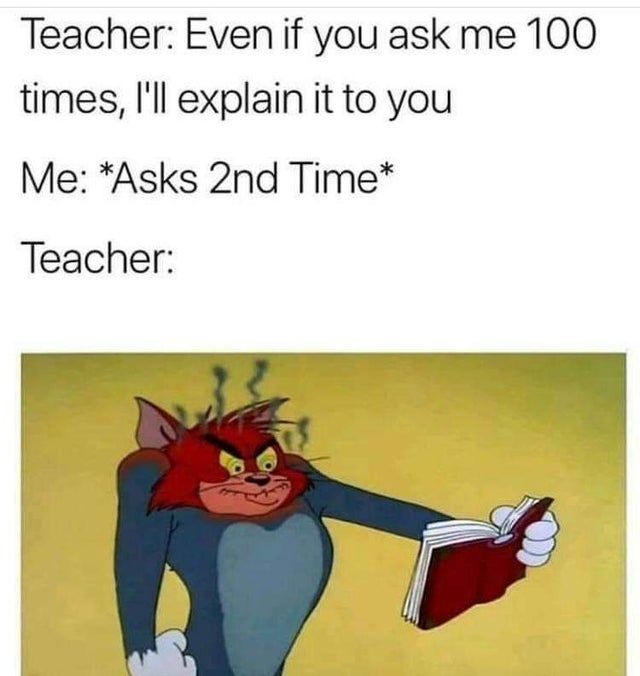 Teacher: Even if you ask me 100
times, I'll explain it to you
Me: *Asks 2nd Time*
Teacher: